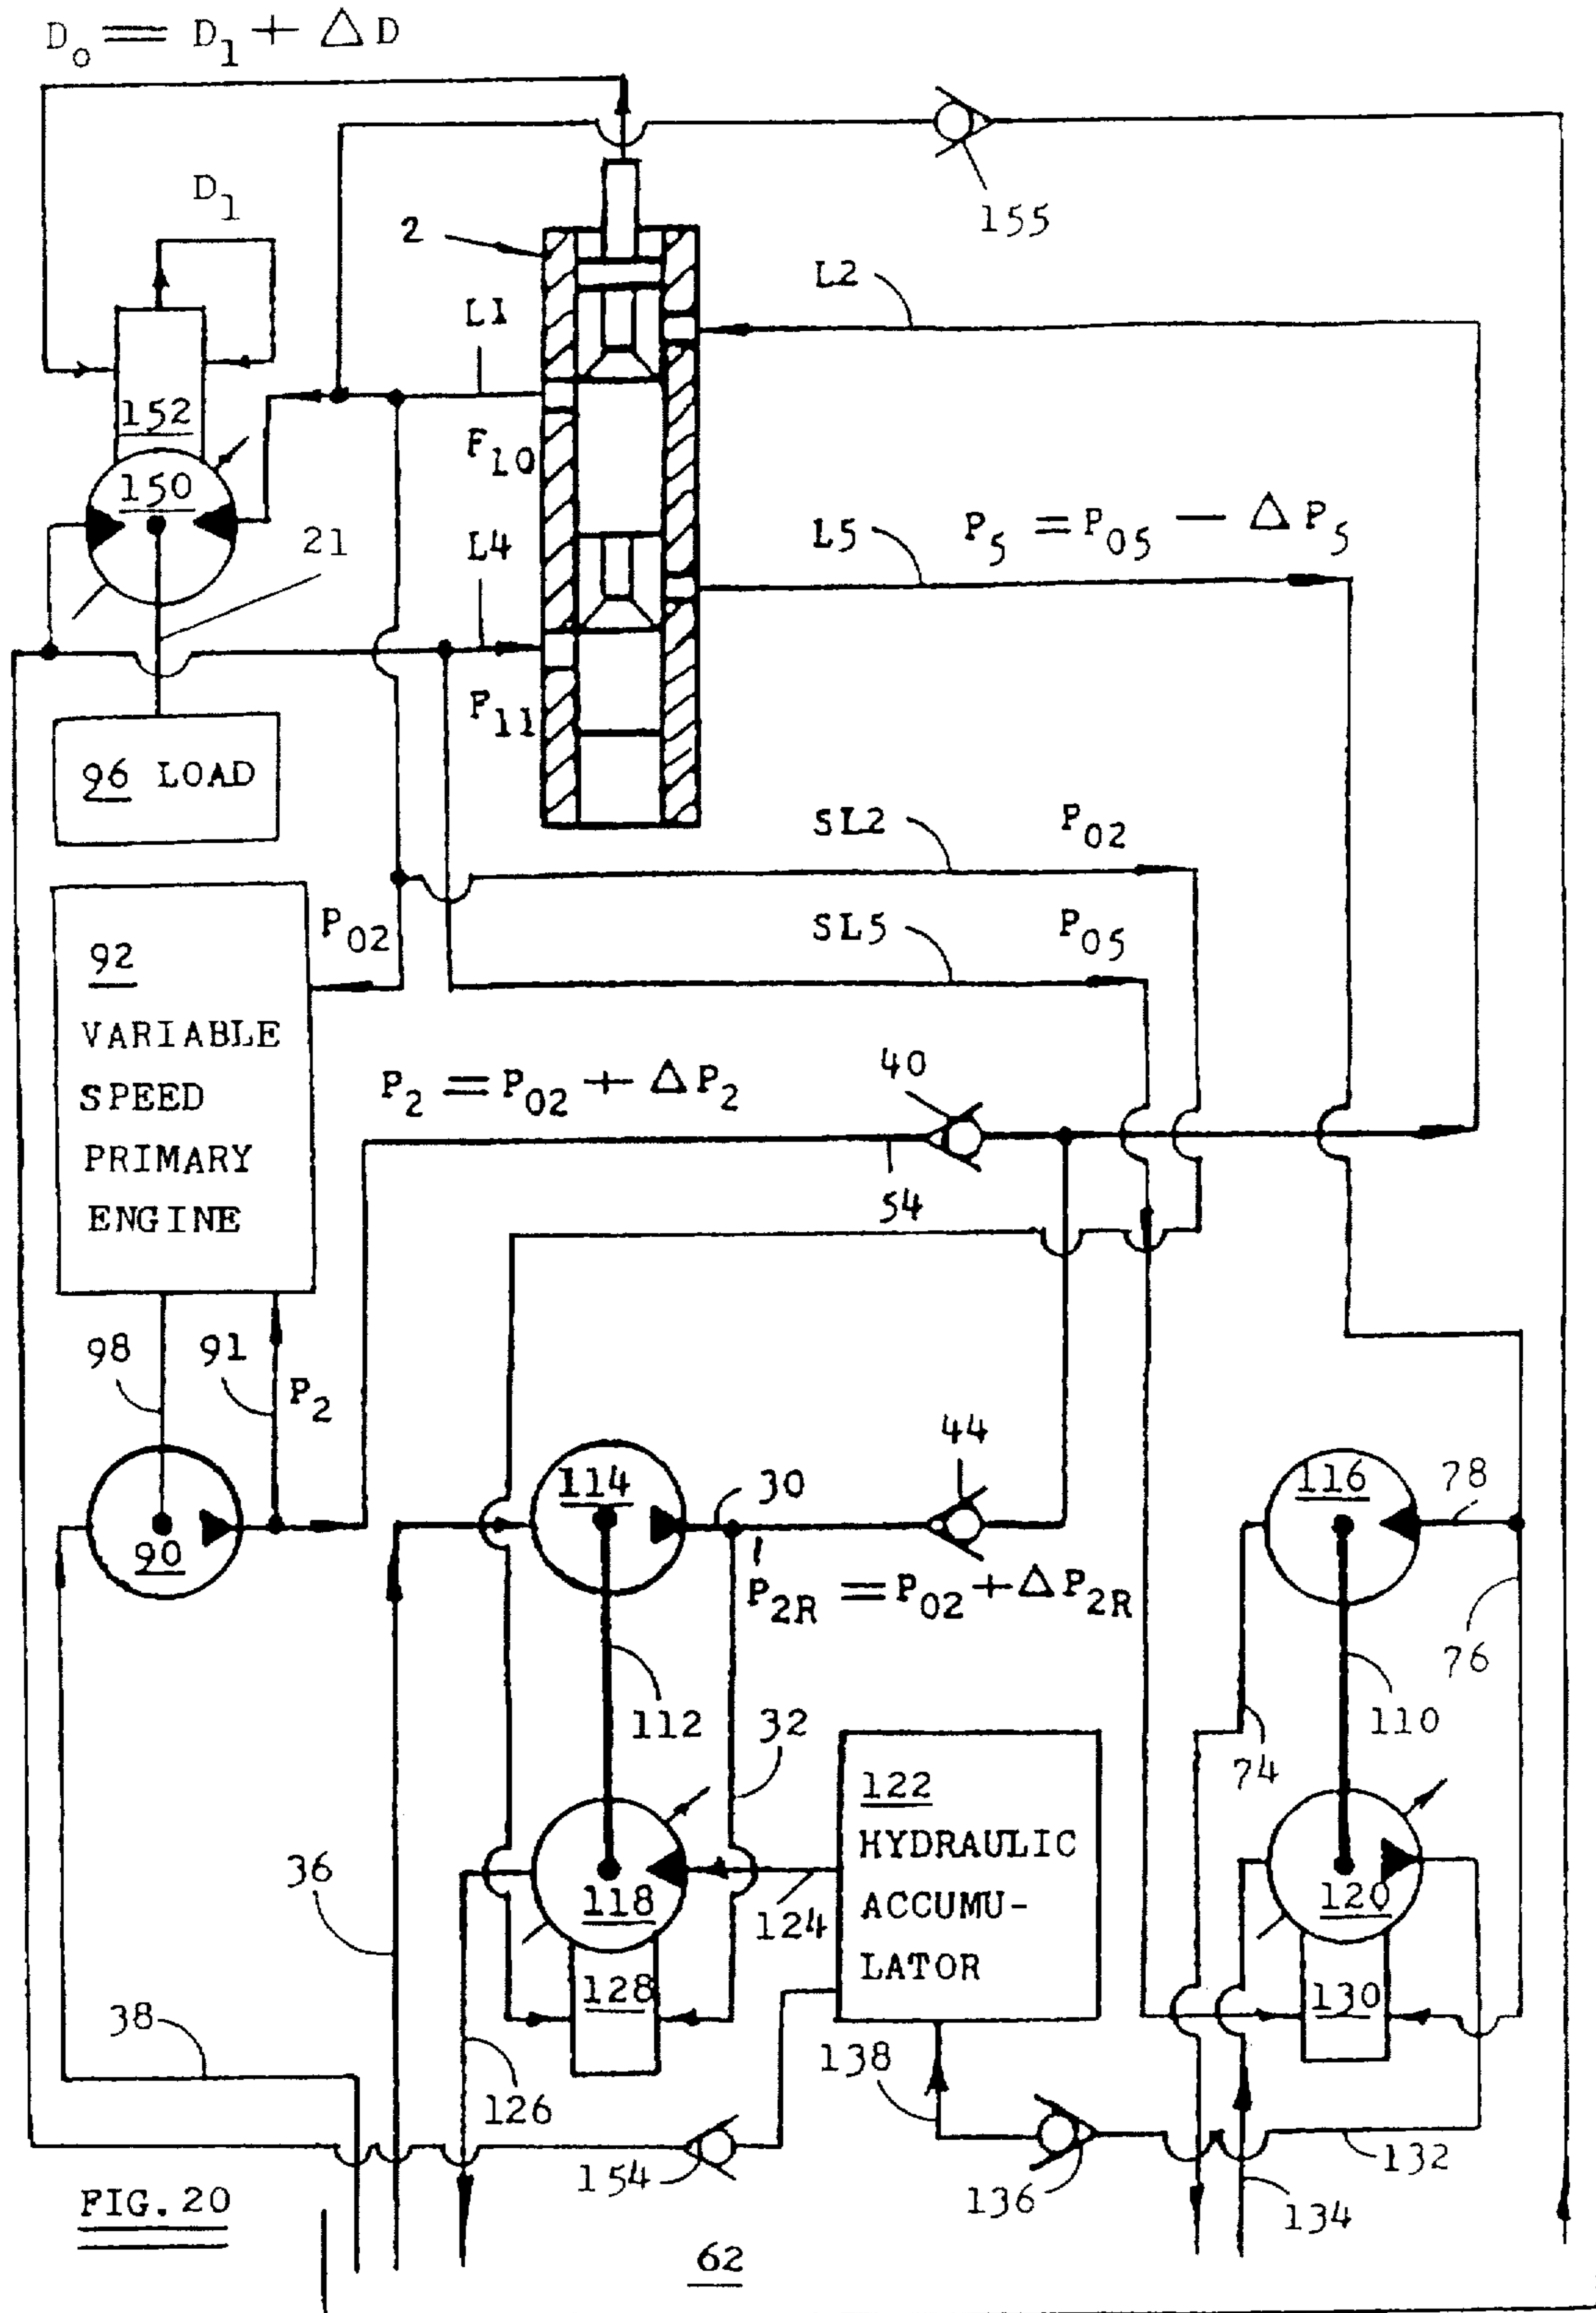 D₀ = D₁ + ΔD
155
D₁
2
L2
L1
152
F₁₀
150
L5
P₅ = P₀₅ − ΔP₅
21
L4
F₁₁
96 LOAD
SL2
P₀₂
P₀₂
SL5
P₀₅
92
VARIABLE
SPEED
PRIMARY
ENGINE
P₂ = P₀₂ + ΔP₂
40
54
98
91
P₂
44
114
30
116
78
90
P₂R = P₀₂ + ΔP₂R
76
112
32
110
74
122
HYDRAULIC
ACCUMU-
LATOR
36
118
124
120
128
130
38
138
126
154
136
132
134
FIG. 20
62